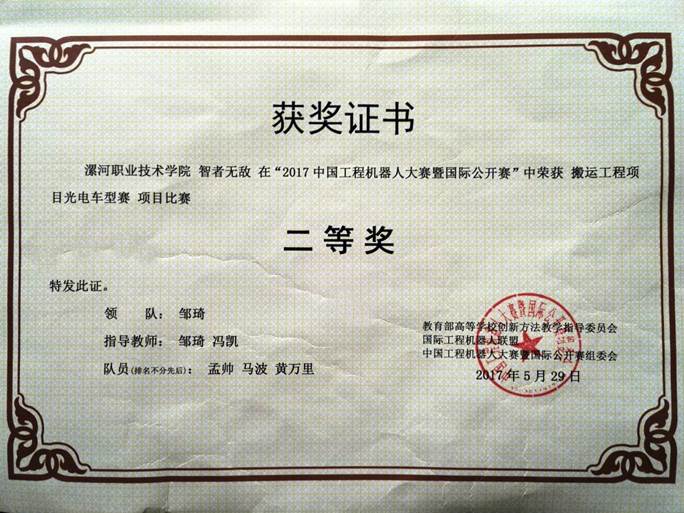 获奖证书
漯河职业技术学院 智者无敌 在“2017中国工程机器人大赛暨国际公开赛”中荣获 搬运工程项
目光电车型赛 项目比赛
二等奖
特发此证。
领 队：邹琦
指导教师：邹琦 冯凯
队员(排名不分先后)：孟帅 马波 黄万里
教育部高等学校创新方法教学指导委员会
国际工程机器人联盟
中国工程机器人大赛暨国际公开赛组委会
2017年5月29日